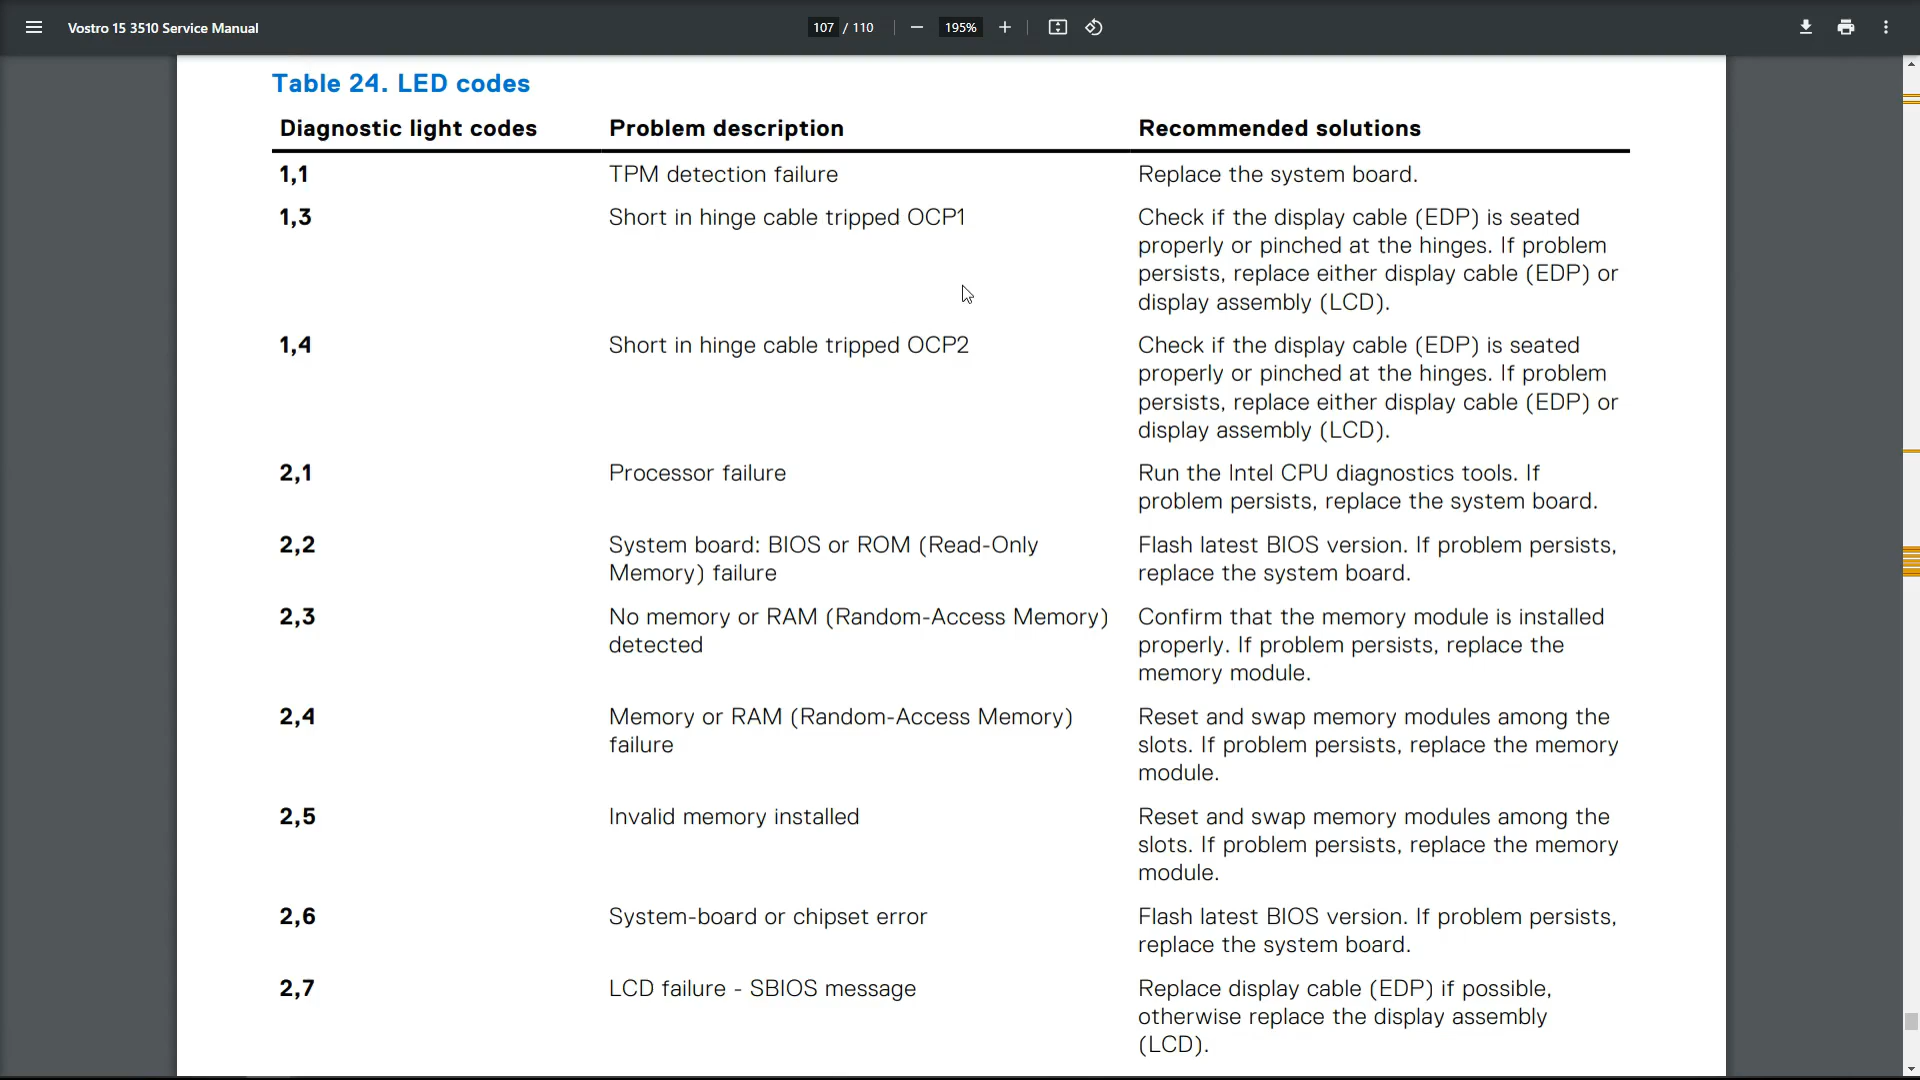 Vostro 15 3510 Service Manual
107 / 110
195%
Table 24. LED codes
Diagnostic light codes Problem description Recommended solutions
1,1 TPM detection failure Replace the system board.
1,3 Short in hinge cable tripped OCP1 Check if the display cable (EDP) is seated
properly or pinched at the hinges. If problem
persists, replace either display cable (EDP) or
display assembly (LCD).
1,4 Short in hinge cable tripped OCP2 Check if the display cable (EDP) is seated
properly or pinched at the hinges. If problem
persists, replace either display cable (EDP) or
display assembly (LCD).
2,1 Processor failure Run the Intel CPU diagnostics tools. If
problem persists, replace the system board.
2,2 System board: BIOS or ROM (Read-Only Flash latest BIOS version. If problem persists,
Memory) failure replace the system board.
2,3 No memory or RAM (Random-Access Memory) Confirm that the memory module is installed
detected properly. If problem persists, replace the
memory module.
2,4 Memory or RAM (Random-Access Memory) Reset and swap memory modules among the
failure slots. If problem persists, replace the memory
module.
2,5 Invalid memory installed Reset and swap memory modules among the
slots. If problem persists, replace the memory
module.
2,6 System-board or chipset error Flash latest BIOS version. If problem persists,
replace the system board.
2,7 LCD failure - SBIOS message Replace display cable (EDP) if possible,
otherwise replace the display assembly
(LCD).